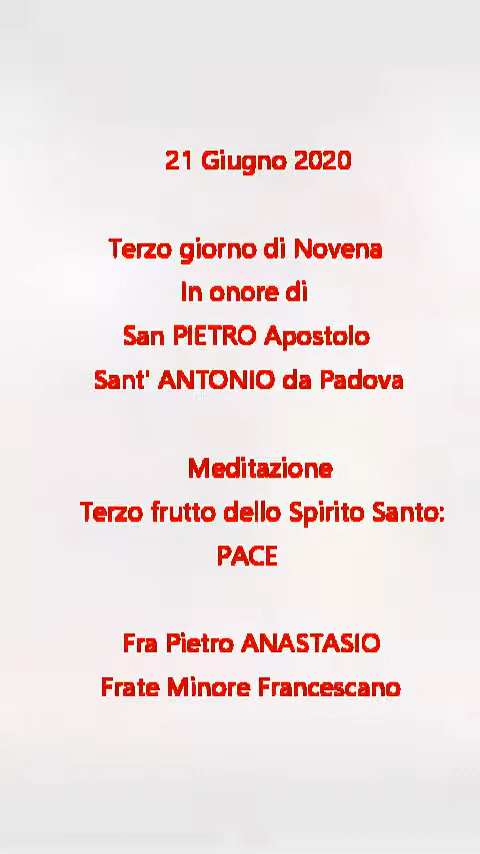 21 Giugno 2020
Terzo giorno di Novena
In onore di
San PIETRO Apostolo
Sant' ANTONIO da Padova
Meditazione
Terzo frutto dello Spirito Santo:
PACE
Fra Pietro ANASTASIO
Frate Minore Francescano